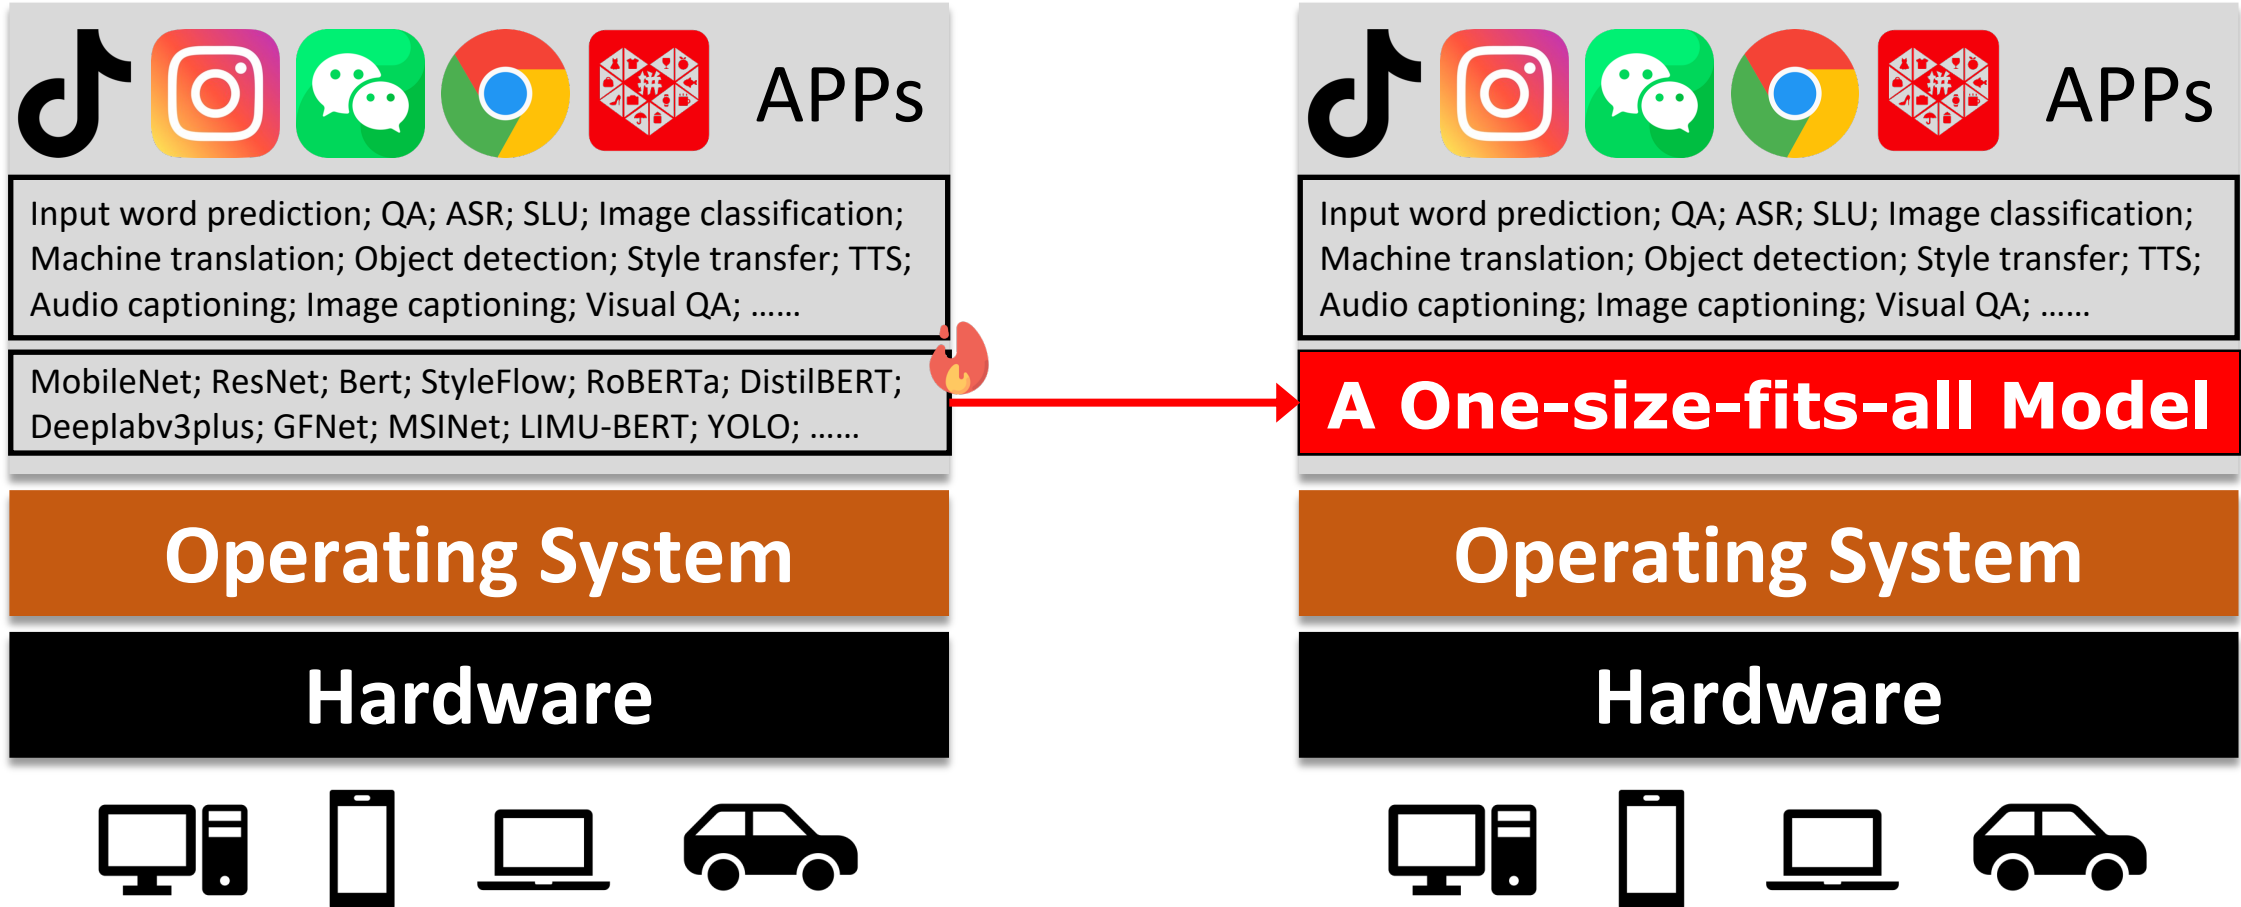 APPs
Input word prediction; QA; ASR; SLU; Image classification;
Machine translation; Object detection; Style transfer; TTS;
Audio captioning; Image captioning; Visual QA; ......
MobileNet; ResNet; Bert; StyleFlow; RoBERTa; DistilBERT;
Deeplabv3plus; GFNet; MSINet; LIMU-BERT; YOLO; ......
Operating System
Hardware
APPs
Input word prediction; QA; ASR; SLU; Image classification;
Machine translation; Object detection; Style transfer; TTS;
Audio captioning; Image captioning; Visual QA; ......
A One-size-fits-all Model
Operating System
Hardware